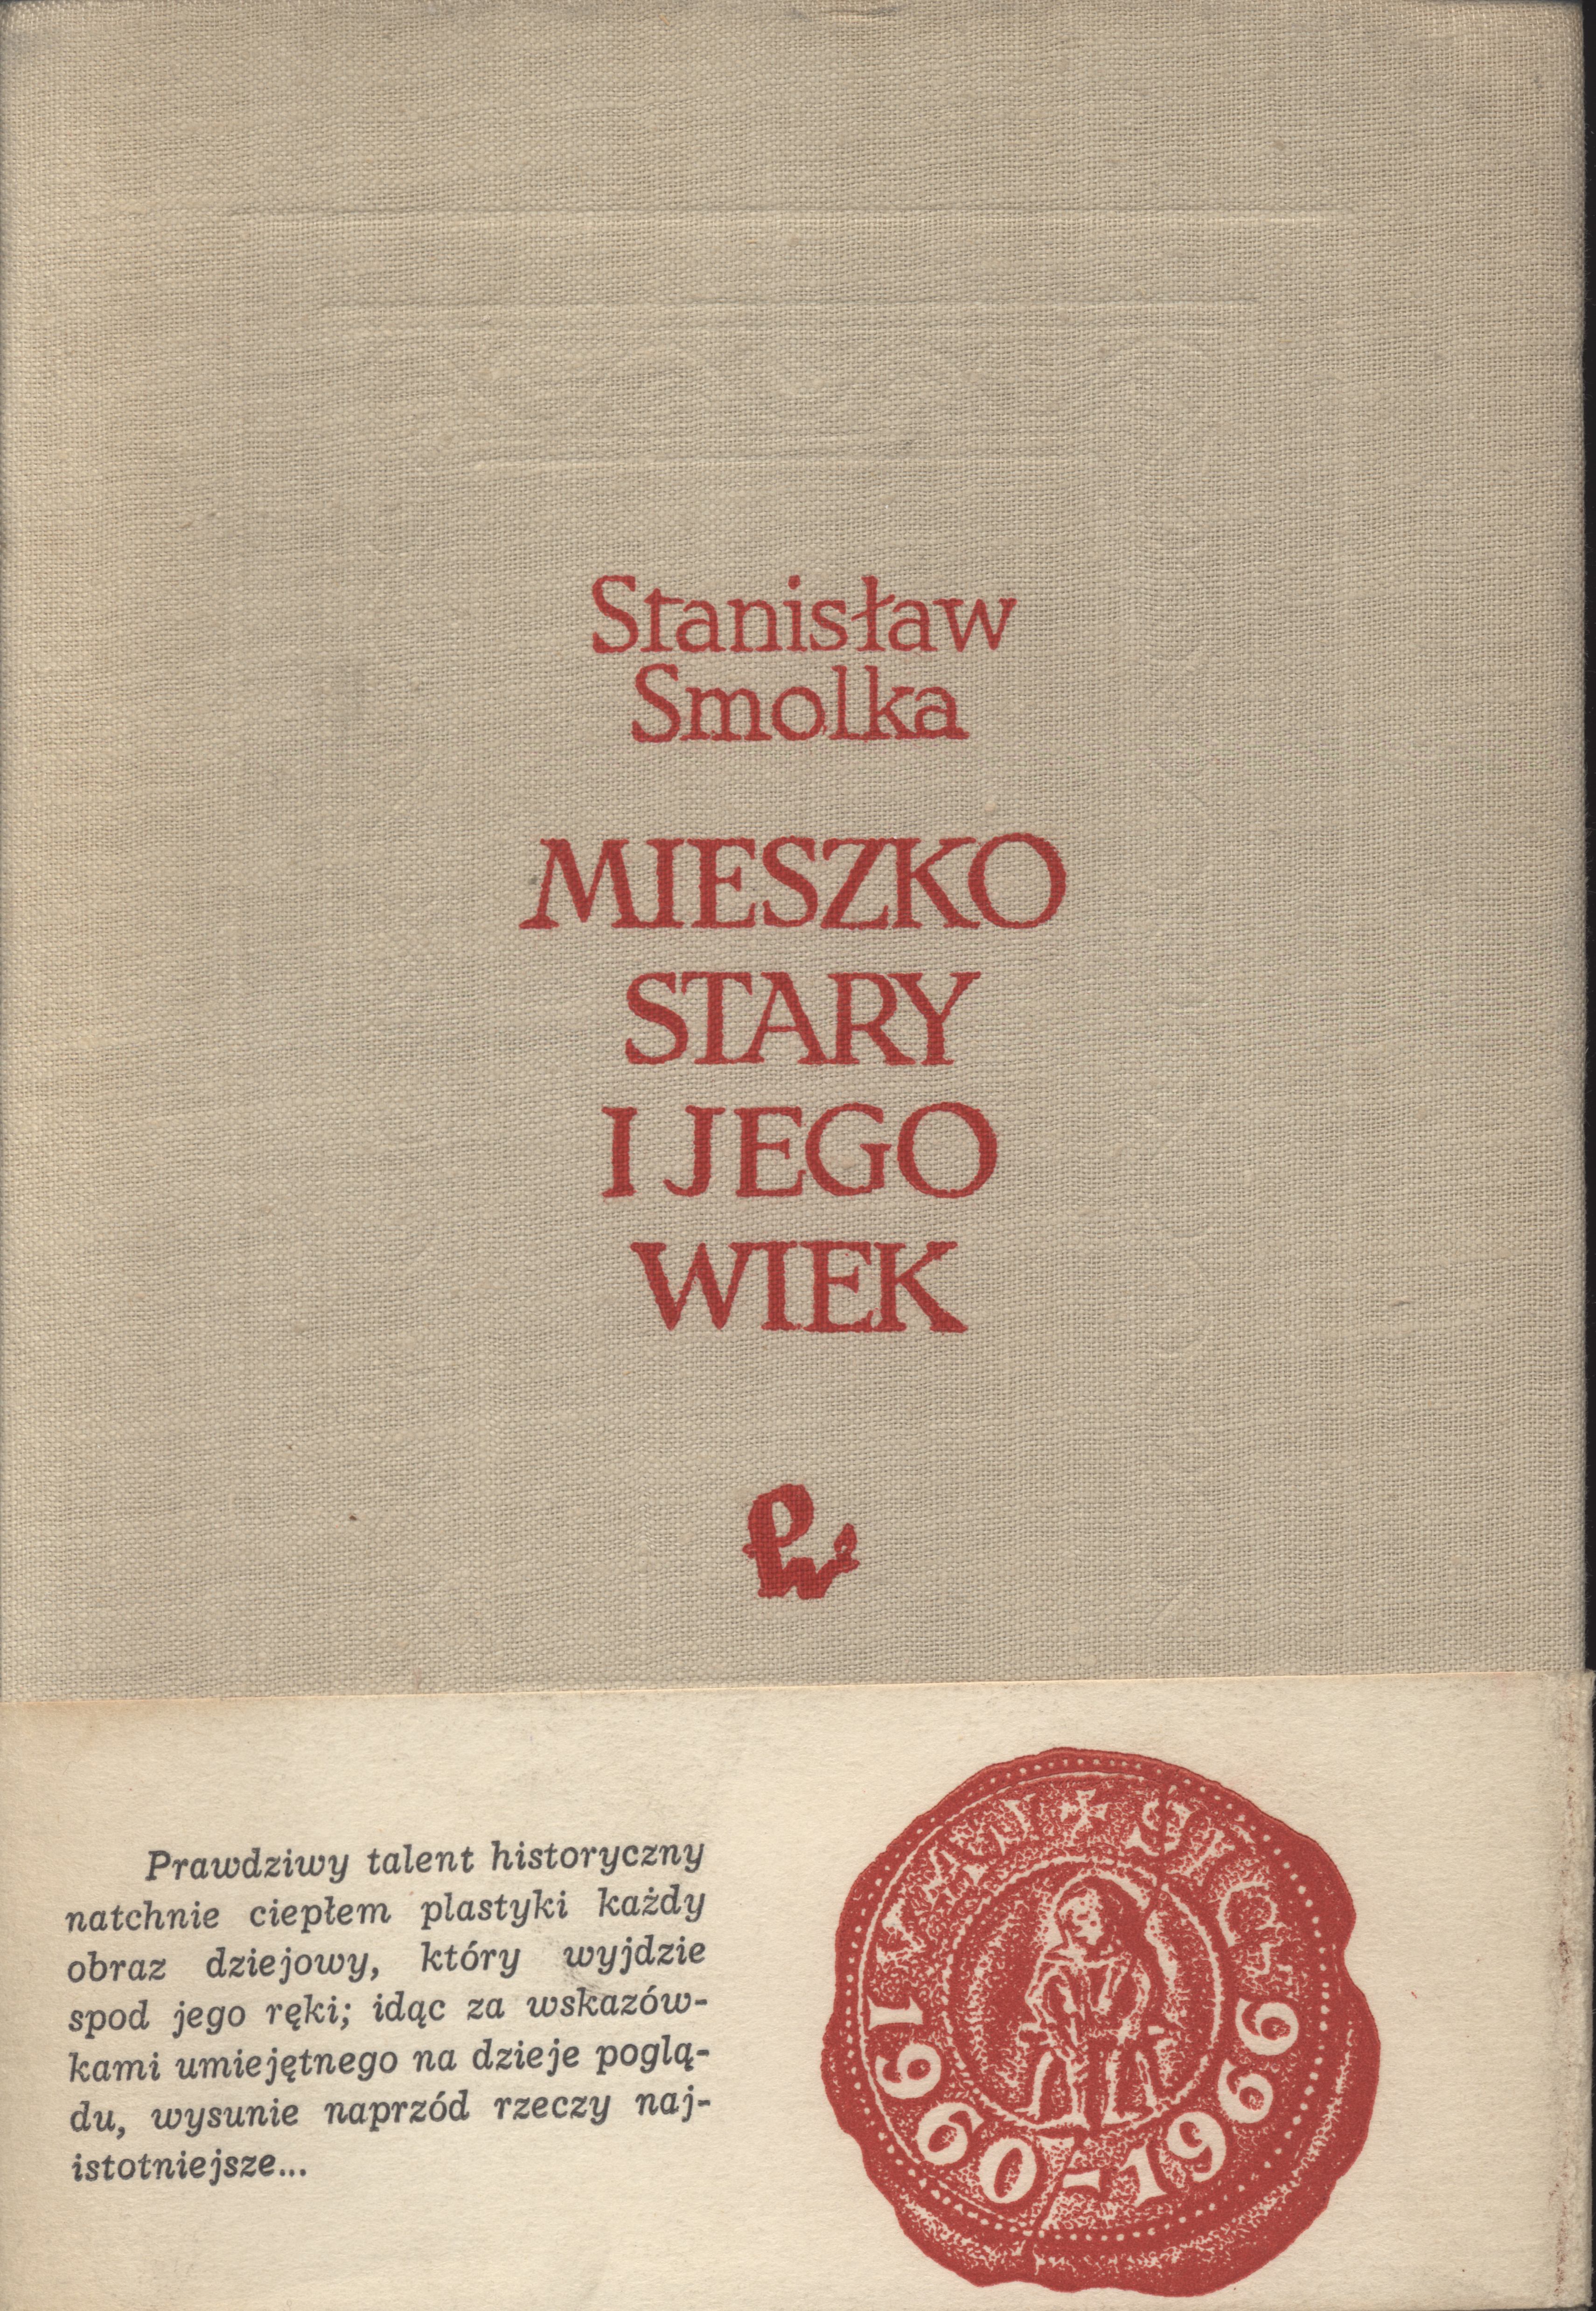 Stanisław
Smolka
MIESZKO
STARY
I JEGO
WIEK
Prawdziwy talent historyczny
natchnie ciepłem plastyki każdy
obraz dziejowy, który wyjdzie
spod jego ręki; idąc za wskazów-
kami umiejętnego na dzieje poglą-
du, wysunie naprzód rzeczy naj-
istotniejsze...
1960-1966